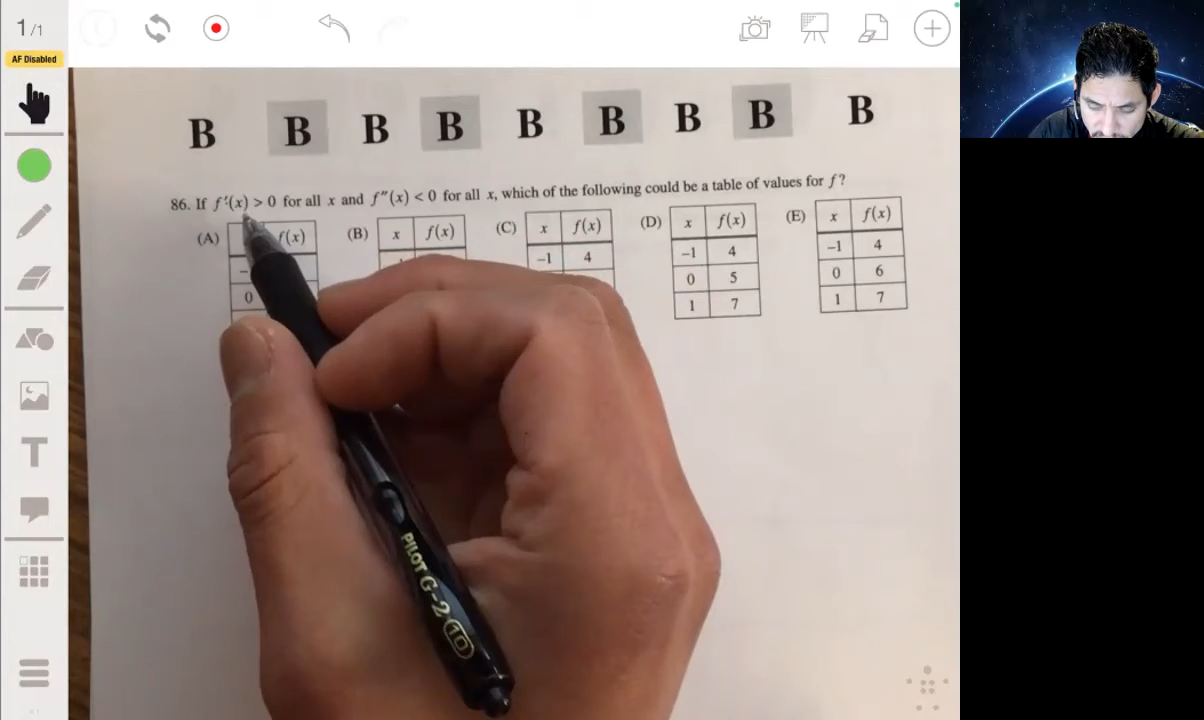 1/1
AF Disabled
B B B B B B B B B
86. If f′(x) > 0 for all x and f″(x) < 0 for all x, which of the following could be a table of values for f?
(A) f(x) (B) x f(x) (C) x f(x) (D) x f(x) (E) x f(x)
-1 4 -1 4 -1 4
0 0 5 0 6
1 7 1 7
T
PILOT G-2 10